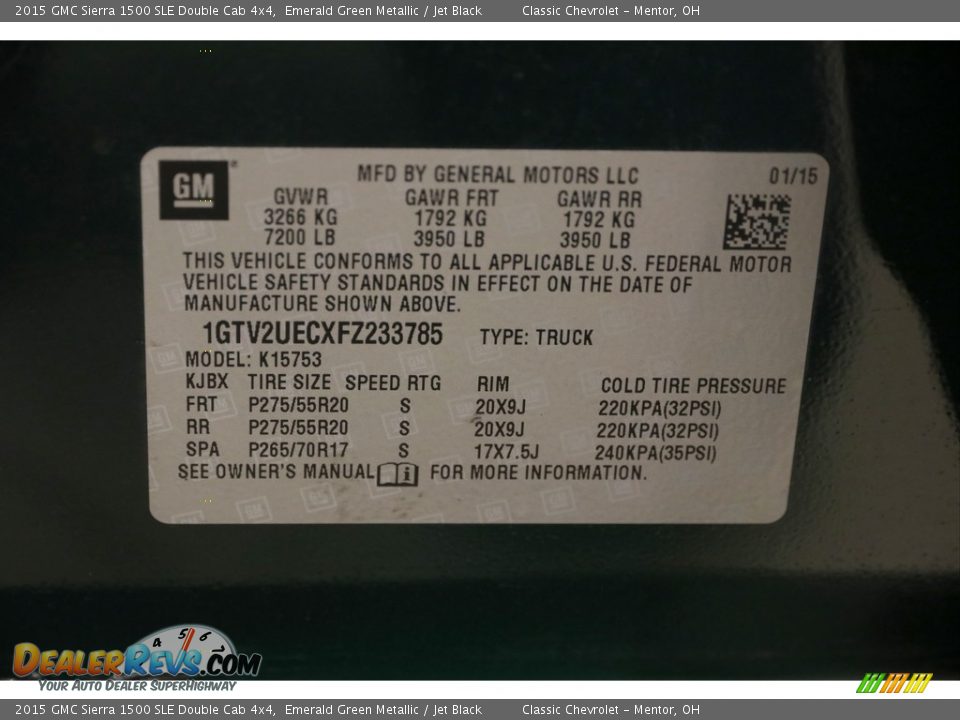 2015 GMC Sierra 1500 SLE Double Cab 4x4, Emerald Green Metallic / Jet Black Classic Chevrolet – Mentor, OH
GM
MFD BY GENERAL MOTORS LLC 01/15
GVWR GAWR FRT GAWR RR
3266 KG 1792 KG 1792 KG
7200 LB 3950 LB 3950 LB
THIS VEHICLE CONFORMS TO ALL APPLICABLE U.S. FEDERAL MOTOR
VEHICLE SAFETY STANDARDS IN EFFECT ON THE DATE OF
MANUFACTURE SHOWN ABOVE.
1GTV2UECXFZ233785 TYPE: TRUCK
MODEL: K15753
KJBX TIRE SIZE SPEED RTG RIM COLD TIRE PRESSURE
FRT P275/55R20 S 20X9J 220KPA(32PSI)
RR P275/55R20 S 20X9J 220KPA(32PSI)
SPA P265/70R17 S 17X7.5J 240KPA(35PSI)
SEE OWNER'S MANUAL i FOR MORE INFORMATION.
4 5 6
DEALERREVS.COM
YOUR AUTO DEALER SUPERHIGHWAY
2015 GMC Sierra 1500 SLE Double Cab 4x4, Emerald Green Metallic / Jet Black Classic Chevrolet – Mentor, OH